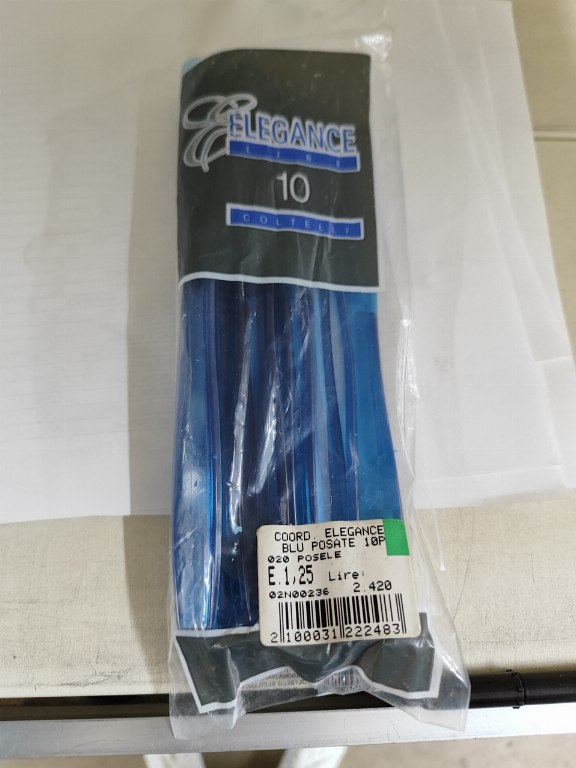 ELEGANCE
LINE
10
COLTELLI
COORD. ELEGANCE
BLU POSATE 10P
020 POSELE
E.1,25 Lire:
02N00236 2.420
2 100031 222483